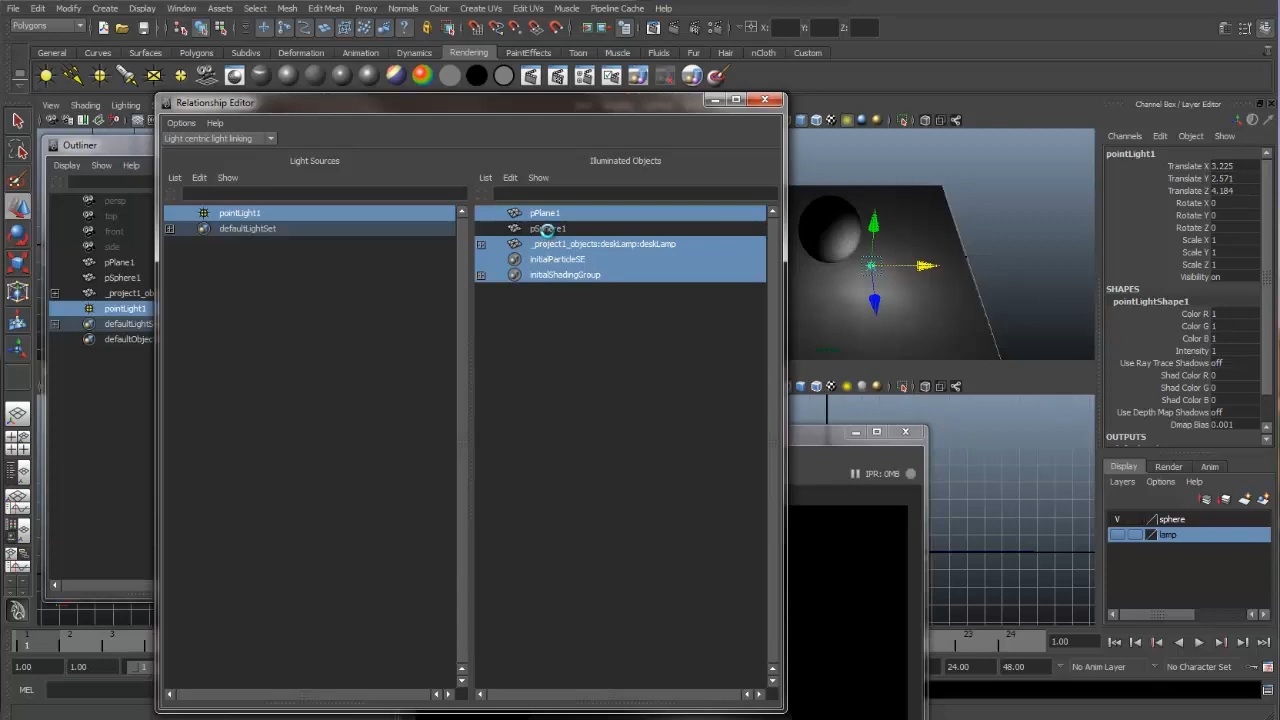 File Edit Modify Create Display Window Assets Select Mesh Edit Mesh Proxy Normals Color Create UVs Edit UVs Muscle Pipeline Cache Help
Polygons X: Y: Z:
General Curves Surfaces Polygons Subdivs Deformation Animation Dynamics Rendering PaintEffects Toon Muscle Fluids Fur Hair nCloth Custom
View Shading Lighting
Outliner
Display Show Help
persp
top
front
side
pPlane1
pSphere1
_project1_ob
pointLight1
defaultLightS
defaultObjec
Relationship Editor
Options Help
Light centric light linking
Light Sources
List Edit Show
pointLight1
defaultLightSet
Illuminated Objects
List Edit Show
pPlane1
pSphere1
_project1_objects:deskLamp:deskLamp
initialParticleSE
initialShadingGroup
IPR: 0MB
Channel Box / Layer Editor
Channels Edit Object Show
pointLight1
Translate X 3.225
Translate Y 2.571
Translate Z 4.184
Rotate X 0
Rotate Y 0
Rotate Z 0
Scale X 1
Scale Y 1
Scale Z 1
Visibility on
SHAPES
pointLightShape1
Color R 1
Color G 1
Color B 1
Intensity 1
Use Ray Trace Shadows off
Shad Color R 0
Shad Color G 0
Shad Color B 0
Use Depth Map Shadows off
Dmap Bias 0.001
OUTPUTS
Display Render Anim
Layers Options Help
V sphere
lamp
1 2 3 23 24 1.00
1
1.00 1.00 1 24.00 48.00 No Anim Layer No Character Set
MEL